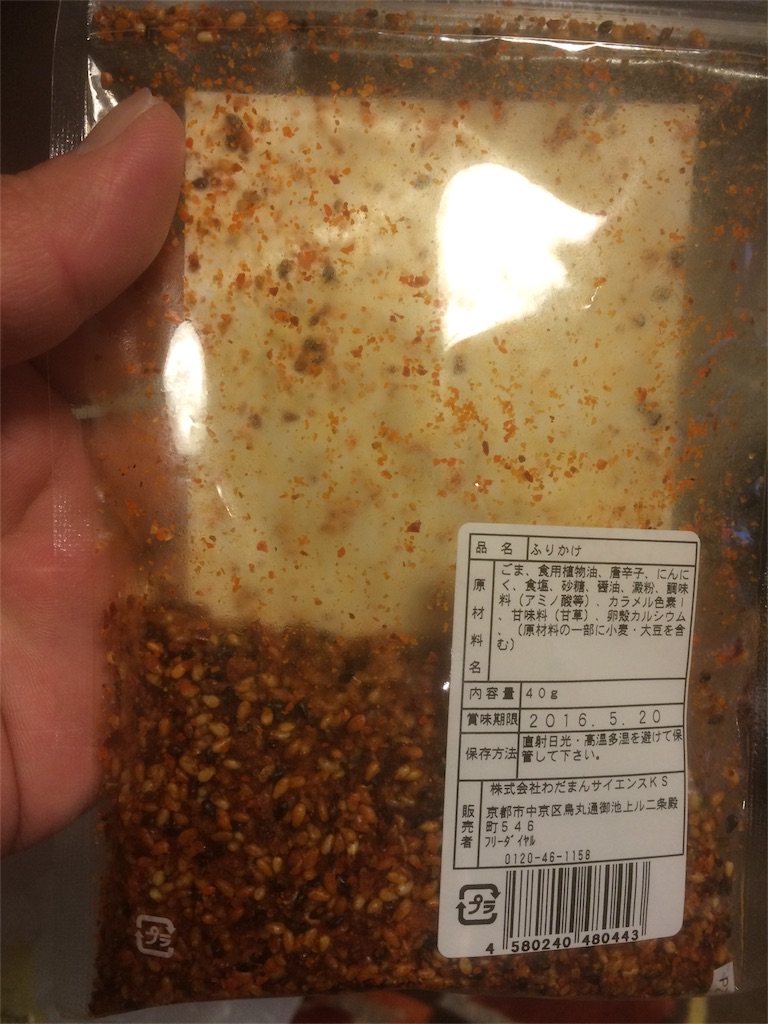 品名 ふりかけ
原材料名 ごま、食用植物油、唐辛子、にんに
く、食塩、砂糖、醤油、澱粉、調味
料（アミノ酸等）、カラメル色素Ⅰ
、甘味料（甘草）、卵殻カルシウム
、（原材料の一部に小麦・大豆を含
む）
内容量 40g
賞味期限 2016.5.20
保存方法 直射日光・高温多湿を避けて保
管して下さい。
販売者 株式会社わだまんサイエンスKS
京都市中京区烏丸通御池上ル二条殿
町546
フリーダイヤル
0120-46-1158
プラ
4 580240 480443
プラ